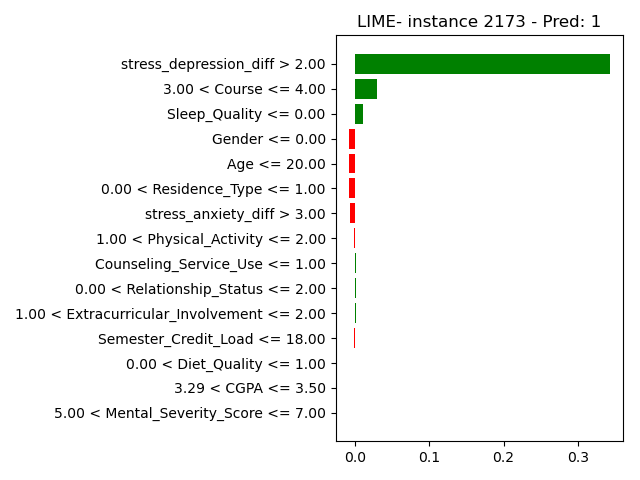 LIME- instance 2173 - Pred: 1
stress_depression_diff > 2.00
3.00 < Course <= 4.00
Sleep_Quality <= 0.00
Gender <= 0.00
Age <= 20.00
0.00 < Residence_Type <= 1.00
stress_anxiety_diff > 3.00
1.00 < Physical_Activity <= 2.00
Counseling_Service_Use <= 1.00
0.00 < Relationship_Status <= 2.00
1.00 < Extracurricular_Involvement <= 2.00
Semester_Credit_Load <= 18.00
0.00 < Diet_Quality <= 1.00
3.29 < CGPA <= 3.50
5.00 < Mental_Severity_Score <= 7.00
0.0 0.1 0.2 0.3